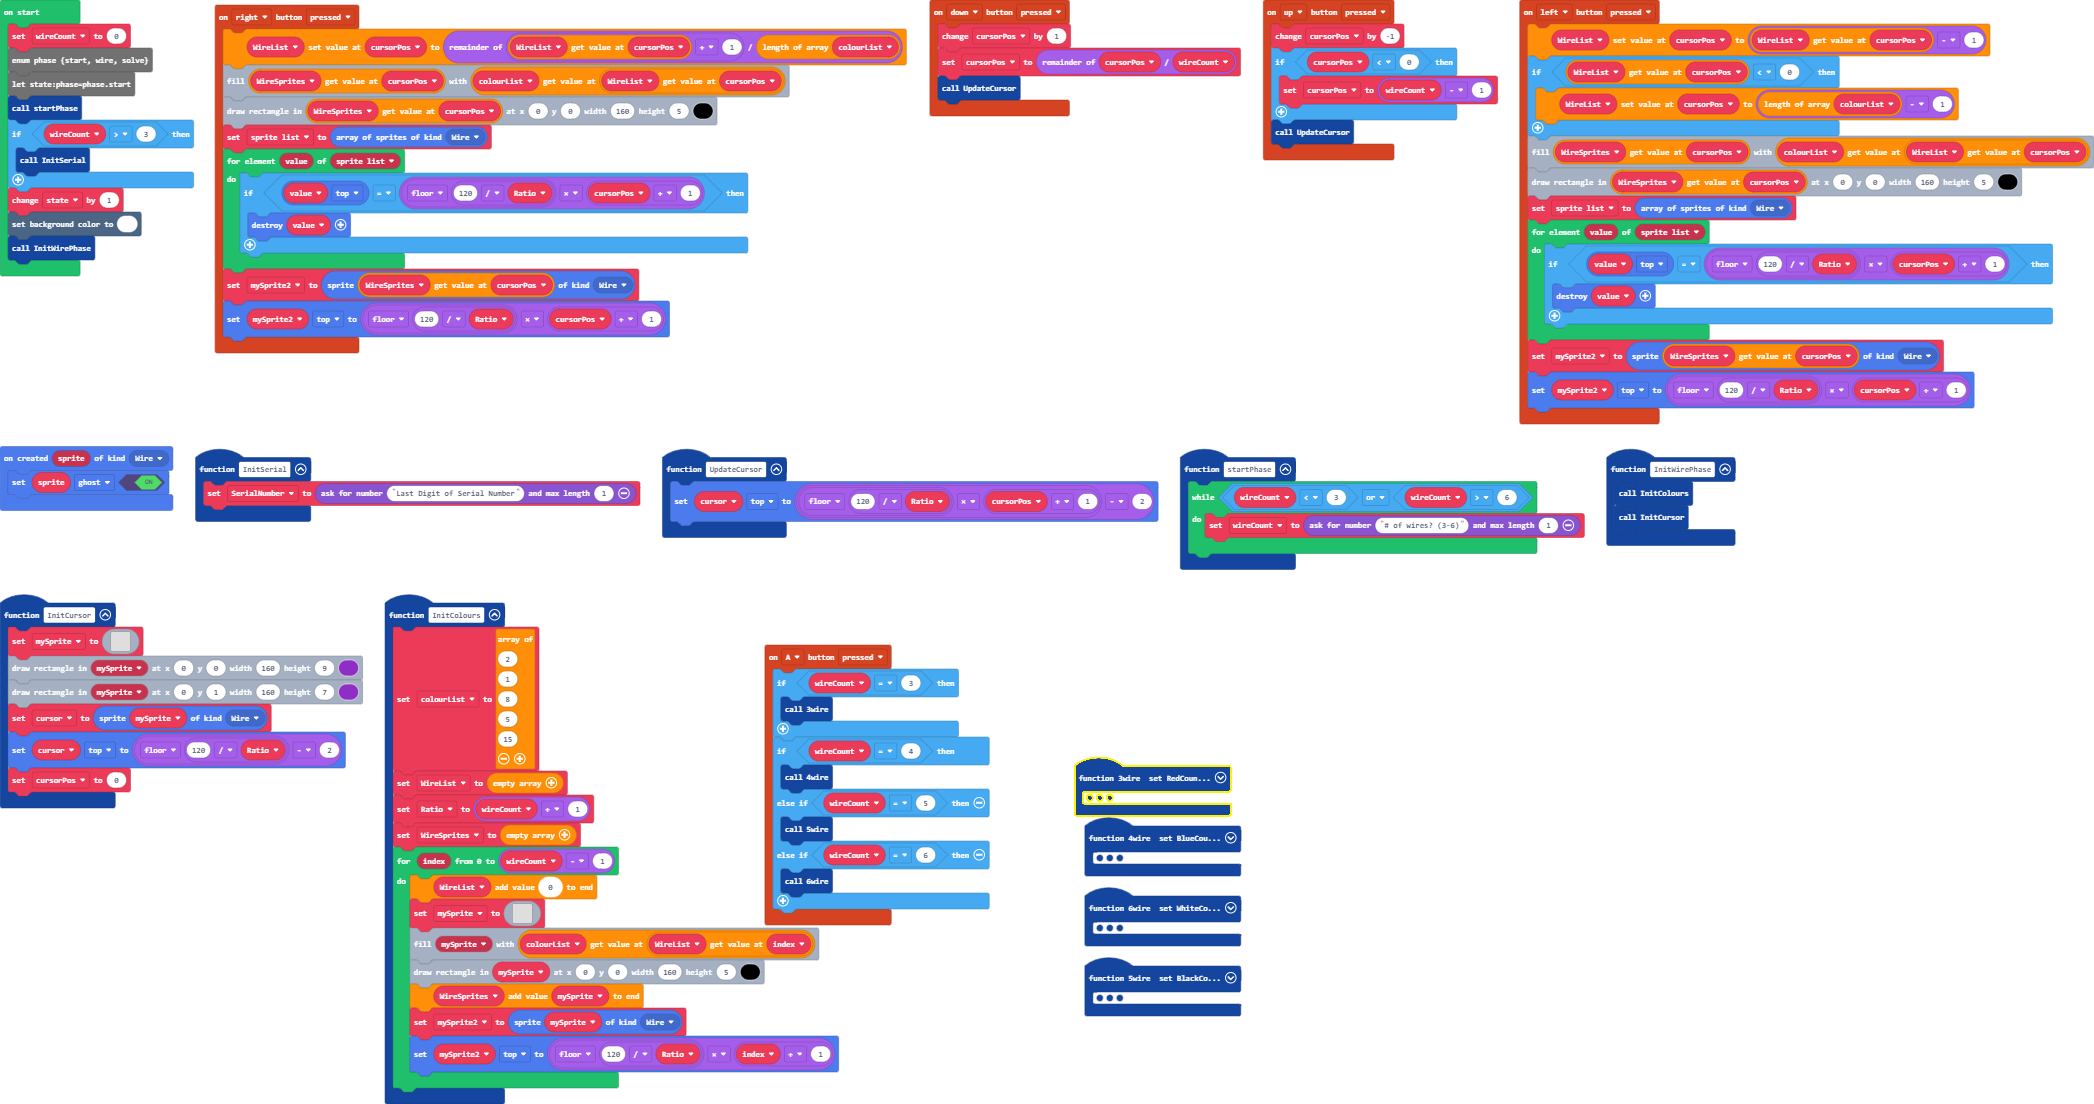 on start
set wireCount to 0
enum phase {start, wire, solve}
let state:phase=phase.start
call startPhase
if wireCount > 3 then
call InitSerial
change state by 1
set background color to
call InitWirePhase
on right button pressed
WireList set value at cursorPos to remainder of WireList get value at cursorPos + 1 / length of array colourList
fill WireSprites get value at cursorPos with colourList get value at WireList get value at cursorPos
draw rectangle in WireSprites get value at cursorPos at x 0 y 0 width 160 height 5
set sprite list to array of sprites of kind Wire
for element value of sprite list
do
if value top = floor 120 / Ratio × cursorPos + 1 then
destroy value
set mySprite2 to sprite WireSprites get value at cursorPos of kind Wire
set mySprite2 top to floor 120 / Ratio × cursorPos + 1
on down button pressed
change cursorPos by 1
set cursorPos to remainder of cursorPos / wireCount
call UpdateCursor
on up button pressed
change cursorPos by -1
if cursorPos < 0 then
set cursorPos to wireCount - 1
call UpdateCursor
on left button pressed
WireList set value at cursorPos to WireList get value at cursorPos - 1
if WireList get value at cursorPos < 0 then
WireList set value at cursorPos to length of array colourList - 1
fill WireSprites get value at cursorPos with colourList get value at WireList get value at cursorPos
draw rectangle in WireSprites get value at cursorPos at x 0 y 0 width 160 height 5
set sprite list to array of sprites of kind Wire
for element value of sprite list
do
if value top = floor 120 / Ratio × cursorPos + 1 then
destroy value
set mySprite2 to sprite WireSprites get value at cursorPos of kind Wire
set mySprite2 top to floor 120 / Ratio × cursorPos + 1
on created sprite of kind Wire
set sprite ghost ON
function InitSerial
set SerialNumber to ask for number "Last Digit of Serial Number" and max length 1
function UpdateCursor
set cursor top to floor 120 / Ratio × cursorPos + 1 - 2
function startPhase
while wireCount < 3 or wireCount > 6
do
set wireCount to ask for number "# of wires? (3-6)" and max length 1
function InitWirePhase
call InitColours
call InitCursor
function InitCursor
set mySprite to
draw rectangle in mySprite at x 0 y 0 width 160 height 9
draw rectangle in mySprite at x 0 y 1 width 160 height 7
set cursor to sprite mySprite of kind Wire
set cursor top to floor 120 / Ratio - 2
set cursorPos to 0
function InitColours
set colourList to array of
2
1
8
5
15
set WireList to empty array
set Ratio to wireCount + 1
set WireSprites to empty array
for index from 0 to wireCount - 1
do
WireList add value 0 to end
set mySprite to
fill mySprite with colourList get value at WireList get value at index
draw rectangle in mySprite at x 0 y 0 width 160 height 5
WireSprites add value mySprite to end
set mySprite2 to sprite mySprite of kind Wire
set mySprite2 top to floor 120 / Ratio × index + 1
on A button pressed
if wireCount = 3 then
call 3wire
if wireCount = 4 then
call 4wire
else if wireCount = 5 then
call 5wire
else if wireCount = 6 then
call 6wire
function 3wire set RedCoun...
function 4wire set BlueCou...
function 6wire set WhiteCo...
function 5wire set BlackCo...